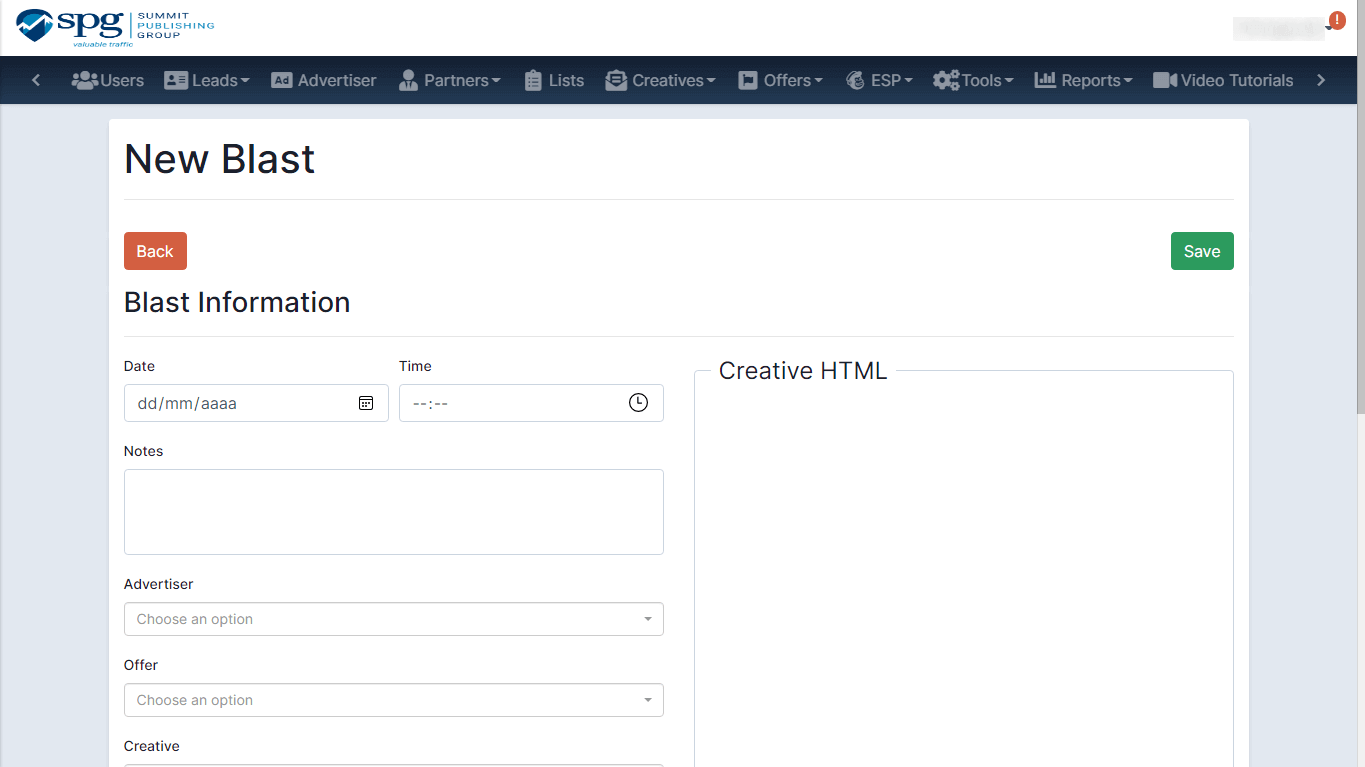 spg SUMMIT PUBLISHING GROUP
valuable traffic
!
Users Leads Ad Advertiser Partners Lists Creatives Offers ESP Tools Reports Video Tutorials
New Blast
Back Save
Blast Information
Date Time Creative HTML
dd/mm/aaaa --:--
Notes
Advertiser
Choose an option
Offer
Choose an option
Creative